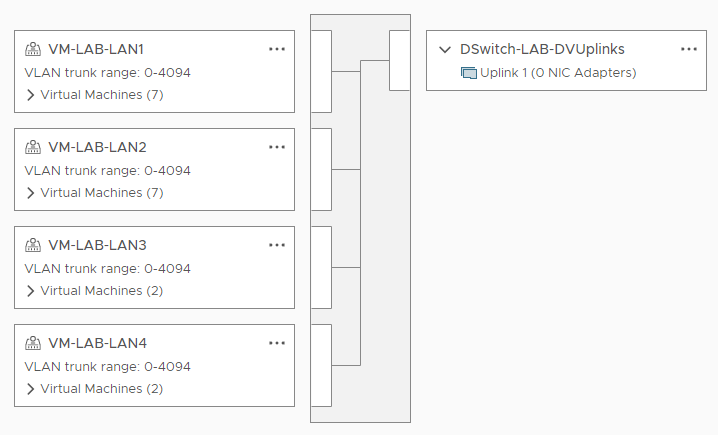 VM-LAB-LAN1
VLAN trunk range: 0-4094
Virtual Machines (7)
VM-LAB-LAN2
VLAN trunk range: 0-4094
Virtual Machines (7)
VM-LAB-LAN3
VLAN trunk range: 0-4094
Virtual Machines (2)
VM-LAB-LAN4
VLAN trunk range: 0-4094
Virtual Machines (2)
DSwitch-LAB-DVUplinks
Uplink 1 (0 NIC Adapters)